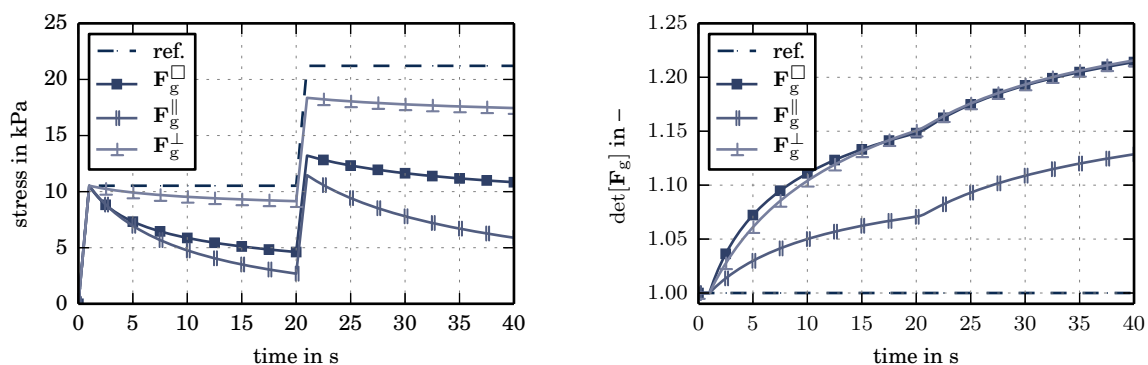 25
20
15
10
5
0
0 5 10 15 20 25 30 35 40
stress in kPa
time in s
ref.
F_g^□
F_g^∥
F_g^⊥
1.25
1.20
1.15
1.10
1.05
1.00
0 5 10 15 20 25 30 35 40
det[F_g] in −
time in s
ref.
F_g^□
F_g^∥
F_g^⊥